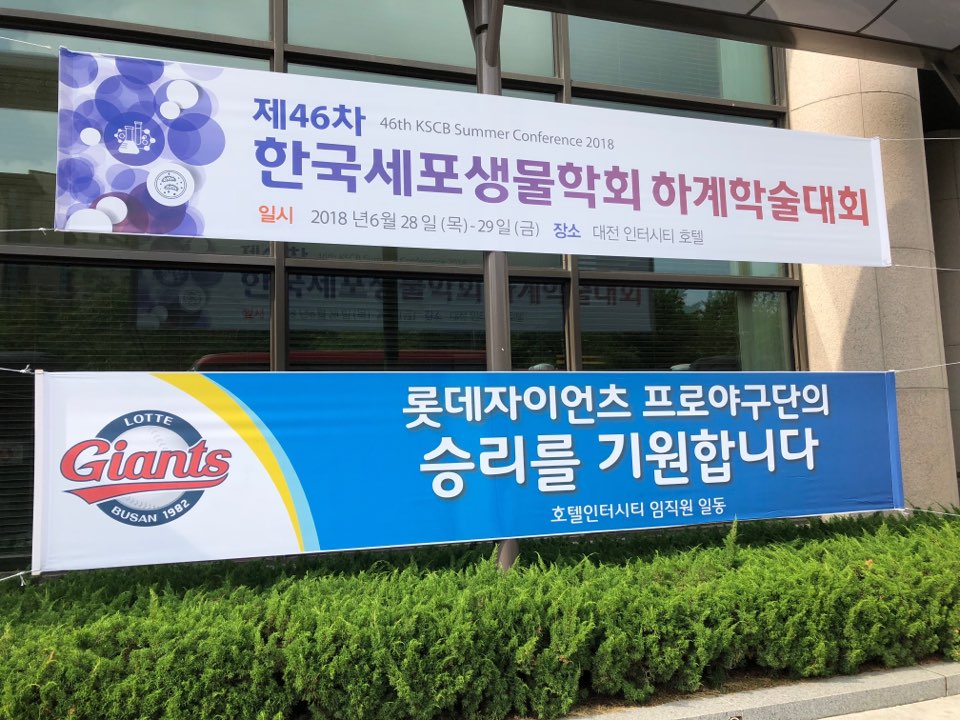 제46차 46th KSCB Summer Conference 2018
한국세포생물학회 하계학술대회
일시 2018 년6월 28일 (목) - 29일 (금) 장소 대전 인터시티 호텔
LOTTE
Giants
BUSAN 1982
롯데자이언츠 프로야구단의
승리를 기원합니다
호텔인터시티 임직원 일동